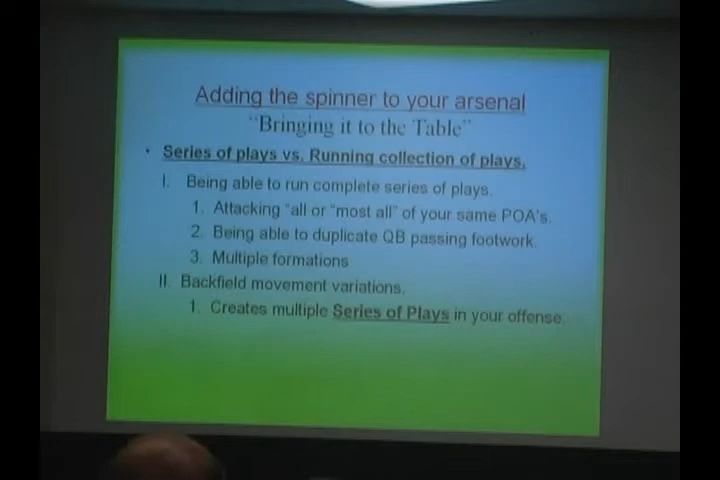 Adding the spinner to your arsenal
"Bringing it to the Table"
• Series of plays vs. Running collection of plays.
I. Being able to run complete series of plays.
1. Attacking "all or "most all" of your same POA's.
2. Being able to duplicate QB passing footwork.
3. Multiple formations
II. Backfield movement variations.
1. Creates multiple Series of Plays in your offense.